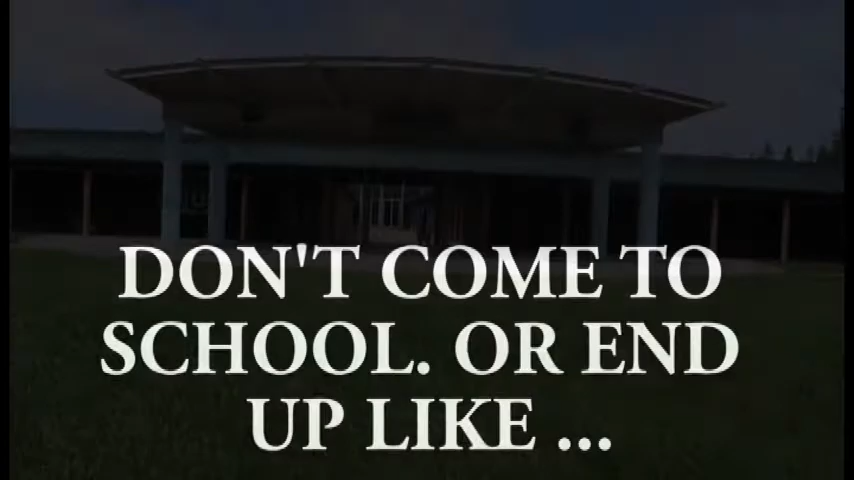 DON'T COME TO
SCHOOL. OR END
UP LIKE ...